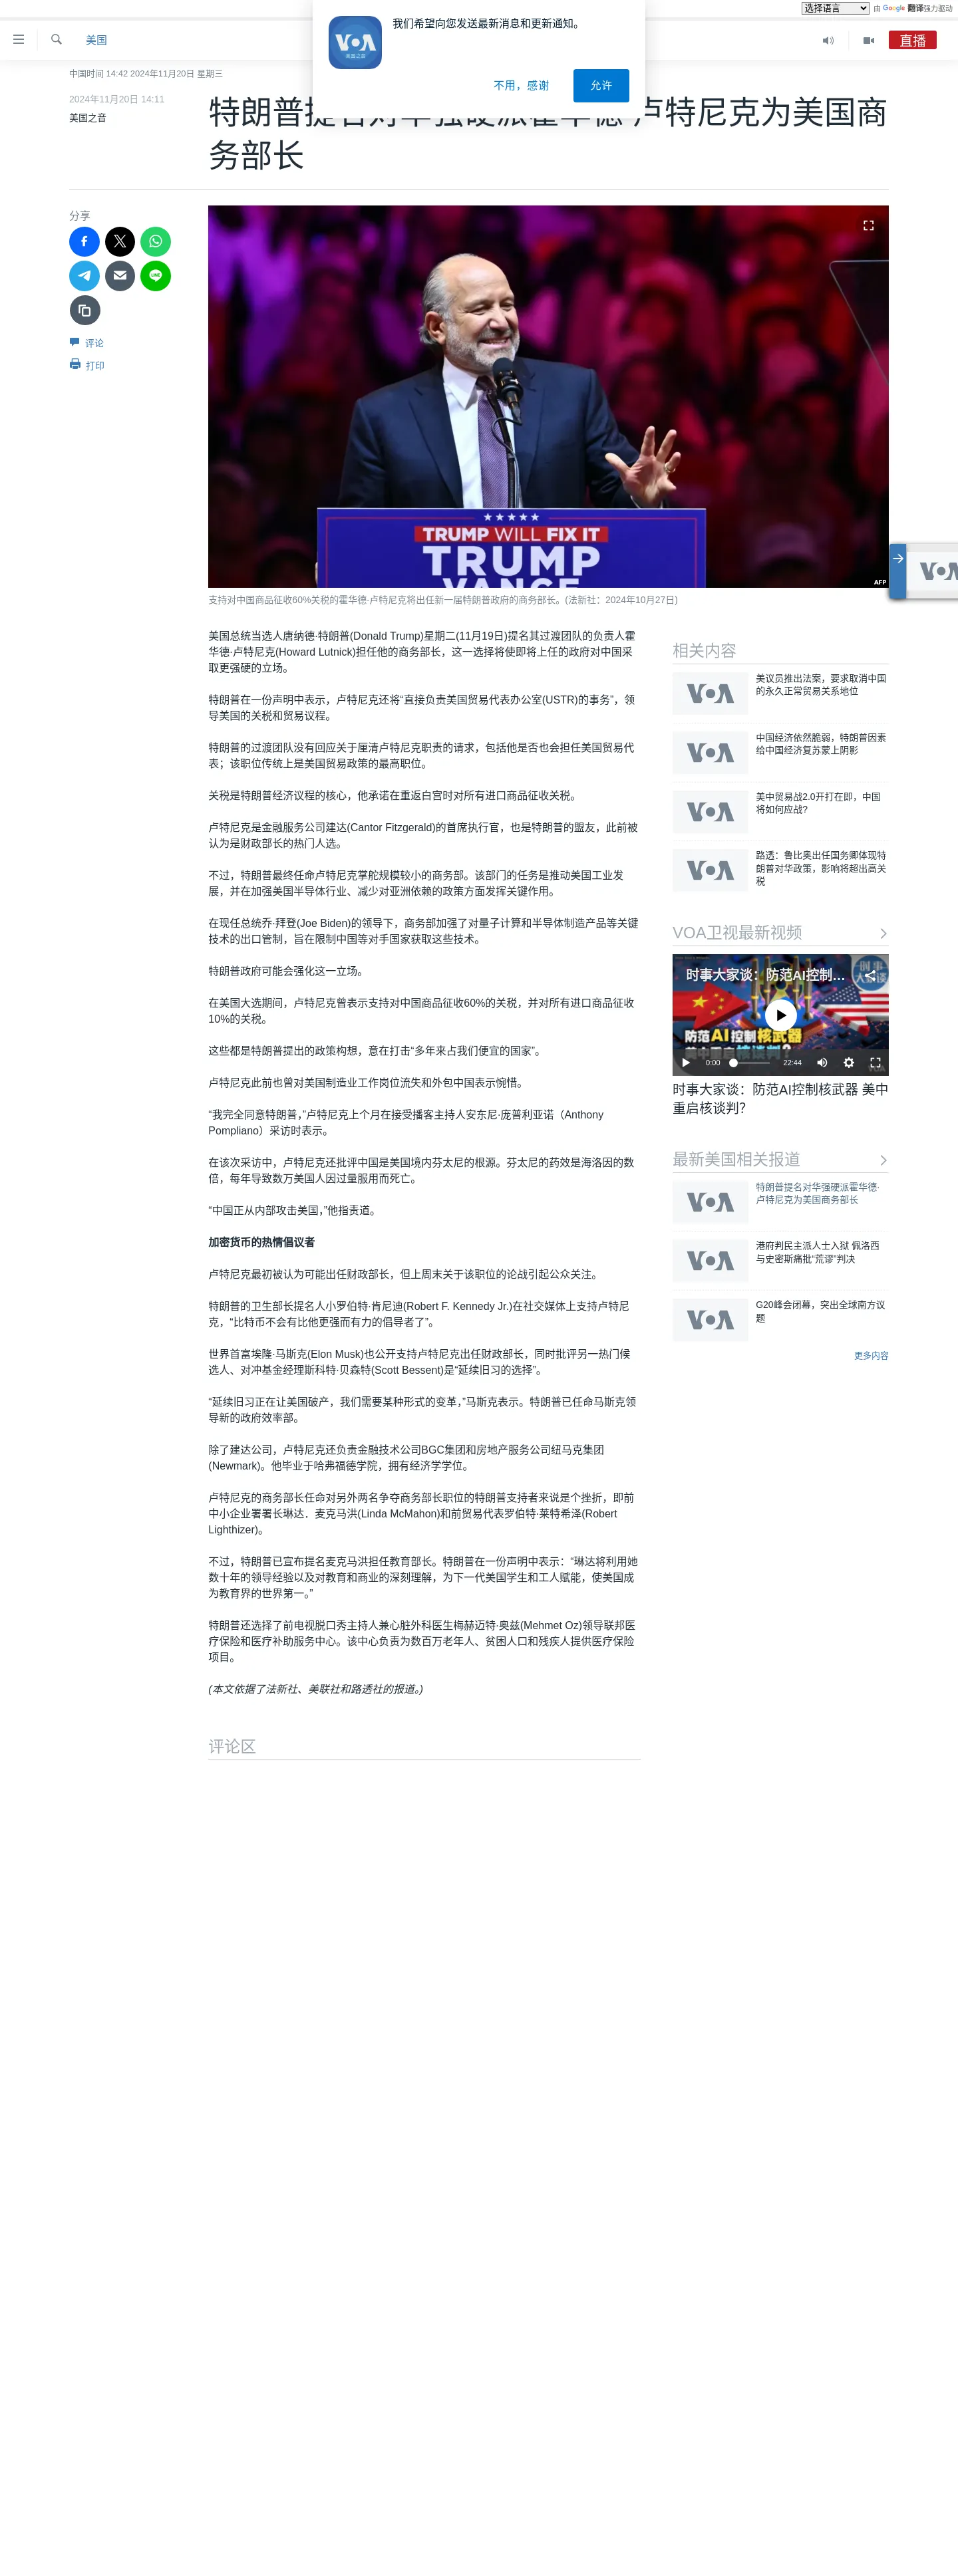 选择语言
由 Google 翻译强力驱动
我们希望向您发送最新消息和更新通知。
VOA
美国之音
不用，感谢
允许
美国
直播
中国时间 14:42 2024年11月20日 星期三
2024年11月20日 14:11
美国之音
卢特尼克为美国商
务部长
分享
评论
打印
TRUMP WILL FIX IT
TRUMP
VANCE
AFP
支持对中国商品征收60%关税的霍华德·卢特尼克将出任新一届特朗普政府的商务部长。(法新社：2024年10月27日)
美国总统当选人唐纳德·特朗普(Donald Trump)星期二(11月19日)提名其过渡团队的负责人霍
华德·卢特尼克(Howard Lutnick)担任他的商务部长，这一选择将使即将上任的政府对中国采
取更强硬的立场。
特朗普在一份声明中表示，卢特尼克还将“直接负责美国贸易代表办公室(USTR)的事务”，领
导美国的关税和贸易议程。
特朗普的过渡团队没有回应关于厘清卢特尼克职责的请求，包括他是否也会担任美国贸易代
表；该职位传统上是美国贸易政策的最高职位。
关税是特朗普经济议程的核心，他承诺在重返白宫时对所有进口商品征收关税。
卢特尼克是金融服务公司建达(Cantor Fitzgerald)的首席执行官，也是特朗普的盟友，此前被
认为是财政部长的热门人选。
不过，特朗普最终任命卢特尼克掌舵规模较小的商务部。该部门的任务是推动美国工业发
展，并在加强美国半导体行业、减少对亚洲依赖的政策方面发挥关键作用。
在现任总统乔·拜登(Joe Biden)的领导下，商务部加强了对量子计算和半导体制造产品等关键
技术的出口管制，旨在限制中国等对手国家获取这些技术。
特朗普政府可能会强化这一立场。
在美国大选期间，卢特尼克曾表示支持对中国商品征收60%的关税，并对所有进口商品征收
10%的关税。
这些都是特朗普提出的政策构想，意在打击“多年来占我们便宜的国家”。
卢特尼克此前也曾对美国制造业工作岗位流失和外包中国表示惋惜。
“我完全同意特朗普，”卢特尼克上个月在接受播客主持人安东尼·庞普利亚诺（Anthony
Pompliano）采访时表示。
在该次采访中，卢特尼克还批评中国是美国境内芬太尼的根源。芬太尼的药效是海洛因的数
倍，每年导致数万美国人因过量服用而死亡。
“中国正从内部攻击美国，”他指责道。
加密货币的热情倡议者
卢特尼克最初被认为可能出任财政部长，但上周末关于该职位的论战引起公众关注。
特朗普的卫生部长提名人小罗伯特·肯尼迪(Robert F. Kennedy Jr.)在社交媒体上支持卢特尼
克，“比特币不会有比他更强而有力的倡导者了”。
世界首富埃隆·马斯克(Elon Musk)也公开支持卢特尼克出任财政部长，同时批评另一热门候
选人、对冲基金经理斯科特·贝森特(Scott Bessent)是“延续旧习的选择”。
“延续旧习正在让美国破产，我们需要某种形式的变革，”马斯克表示。特朗普已任命马斯克领
导新的政府效率部。
除了建达公司，卢特尼克还负责金融技术公司BGC集团和房地产服务公司纽马克集团
(Newmark)。他毕业于哈弗福德学院，拥有经济学学位。
卢特尼克的商务部长任命对另外两名争夺商务部长职位的特朗普支持者来说是个挫折，即前
中小企业署署长琳达．麦克马洪(Linda McMahon)和前贸易代表罗伯特·莱特希泽(Robert
Lighthizer)。
不过，特朗普已宣布提名麦克马洪担任教育部长。特朗普在一份声明中表示：“琳达将利用她
数十年的领导经验以及对教育和商业的深刻理解，为下一代美国学生和工人赋能，使美国成
为教育界的世界第一。”
特朗普还选择了前电视脱口秀主持人兼心脏外科医生梅赫迈特·奥兹(Mehmet Oz)领导联邦医
疗保险和医疗补助服务中心。该中心负责为数百万老年人、贫困人口和残疾人提供医疗保险
项目。
(本文依据了法新社、美联社和路透社的报道。)
评论区
相关内容
VOA
美议员推出法案，要求取消中国
的永久正常贸易关系地位
VOA
中国经济依然脆弱，特朗普因素
给中国经济复苏蒙上阴影
VOA
美中贸易战2.0开打在即，中国
将如何应战?
VOA
路透：鲁比奥出任国务卿体现特
朗普对华政策，影响将超出高关
税
VOA卫视最新视频
时事大家谈：防范AI控制...
防范AI控制核武器
美中重启核谈判?
0:00
22:44
时事大家谈：防范AI控制核武器 美中
重启核谈判？
最新美国相关报道
VOA
特朗普提名对华强硬派霍华德·
卢特尼克为美国商务部长
VOA
港府判民主派人士入狱 佩洛西
与史密斯痛批“荒谬”判决
VOA
G20峰会闭幕，突出全球南方议
题
更多内容